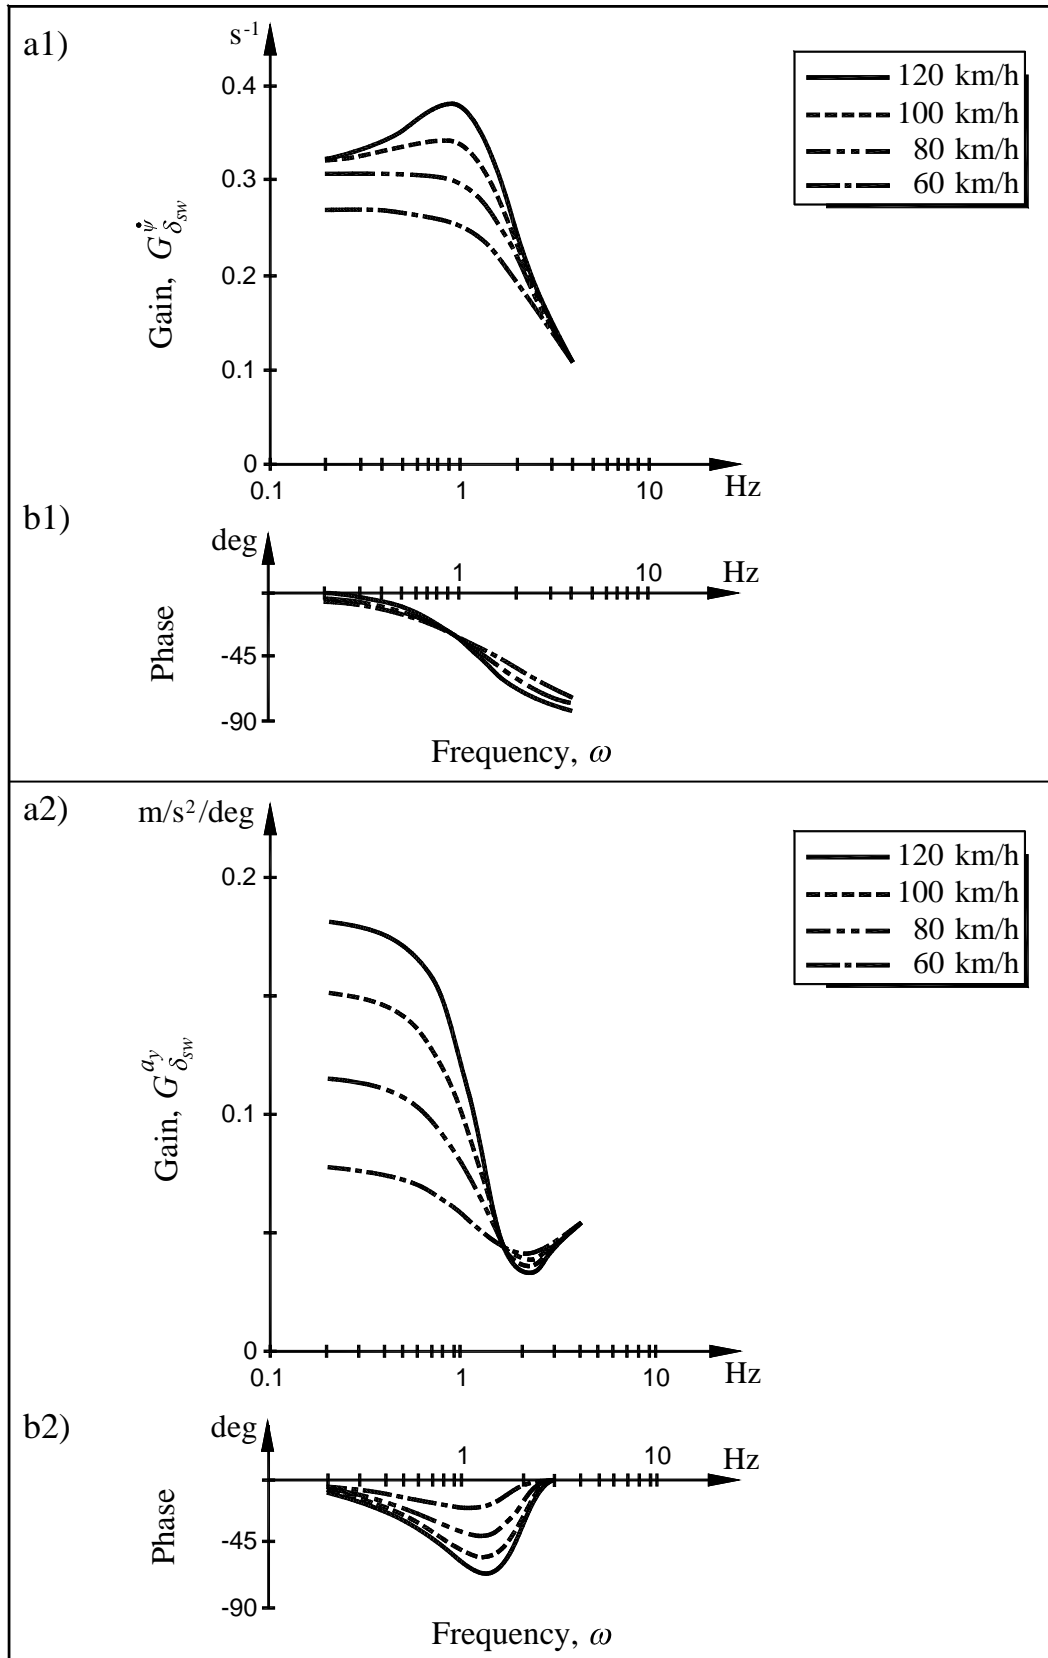 a1)
s⁻¹
0.4
0.3
0.2
0.1
0
Gain, G^ψ̇_δsw
0.1
1
10
Hz
120 km/h
100 km/h
80 km/h
60 km/h
b1)
deg
1
10
Hz
-45
-90
Phase
Frequency, ω
a2)
m/s²/deg
0.2
0.1
0
Gain, G^a_y_δsw
0.1
1
10
Hz
120 km/h
100 km/h
80 km/h
60 km/h
b2)
deg
1
10
Hz
-45
-90
Phase
Frequency, ω